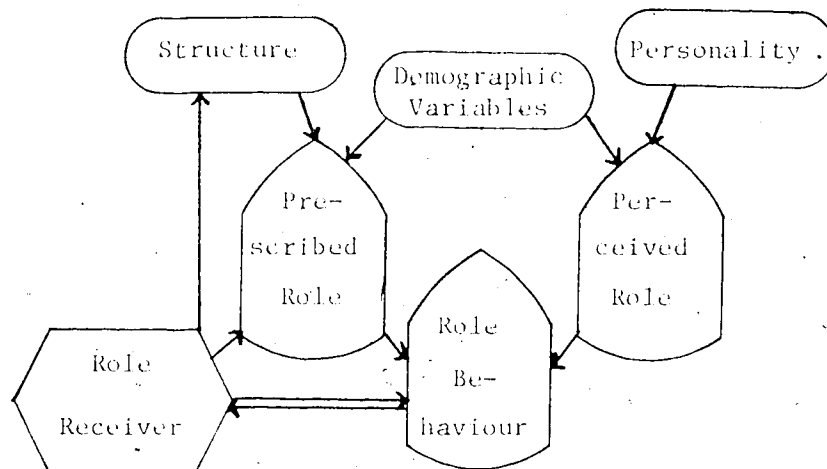 Structure
Demographic
Variables
Personality .
Pre-
scribed
Role
Per-
ceived
Role
Role
Be-
haviour
Role
Receiver